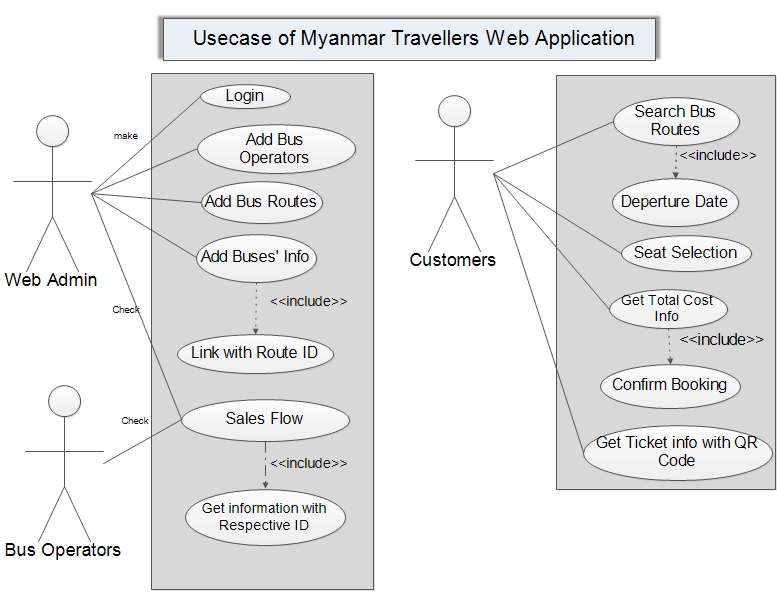 Usecase of Myanmar Travellers Web Application
Login
make
Add Bus
Operators
Add Bus Routes
Web Admin
Add Buses' Info
<<include>>
Check
Link with Route ID
Sales Flow
Check
<<include>>
Get information with
Respective ID
Bus Operators
Search Bus
Routes
<<include>>
Deperture Date
Customers
Seat Selection
Get Total Cost
Info
<<include>>
Confirm Booking
Get Ticket info with QR
Code